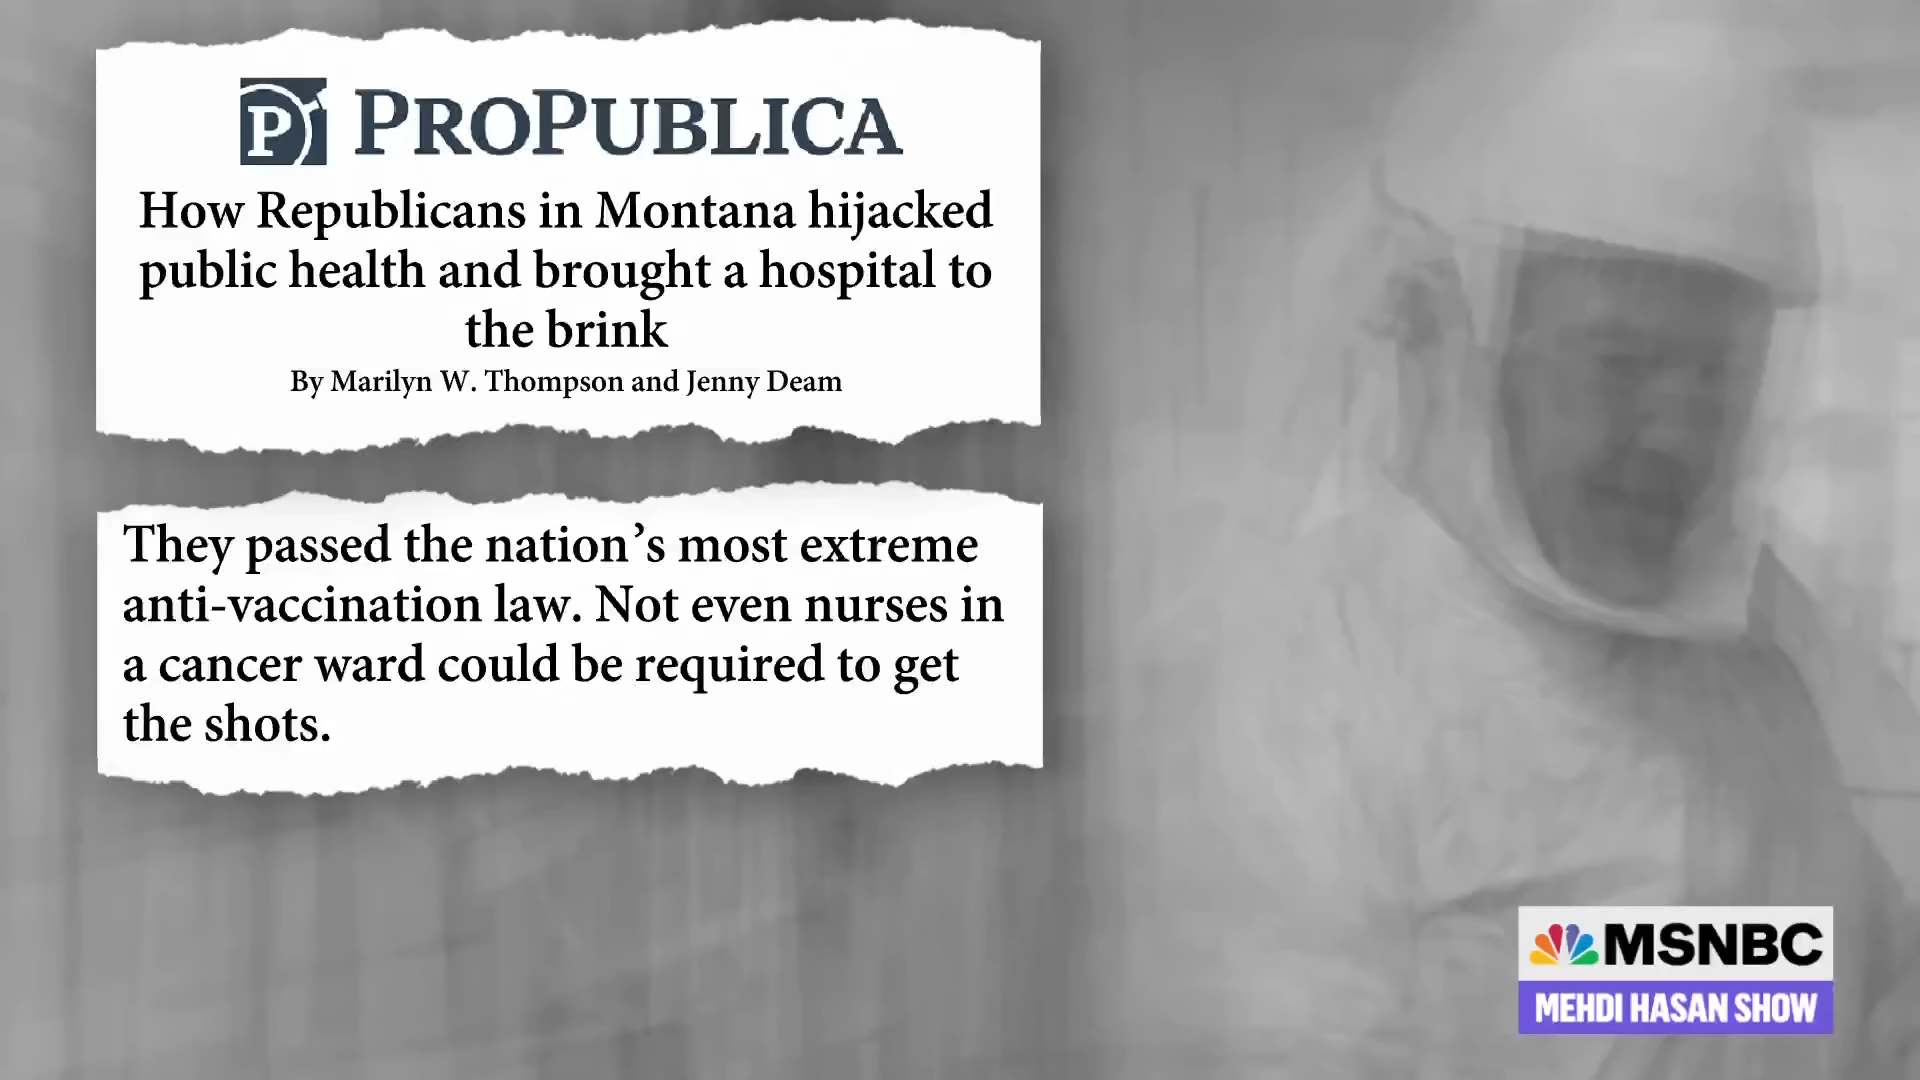 P PROPUBLICA
How Republicans in Montana hijacked
public health and brought a hospital to
the brink
By Marilyn W. Thompson and Jenny Deam
They passed the nation’s most extreme
anti-vaccination law. Not even nurses in
a cancer ward could be required to get
the shots.
MSNBC
MEHDI HASAN SHOW